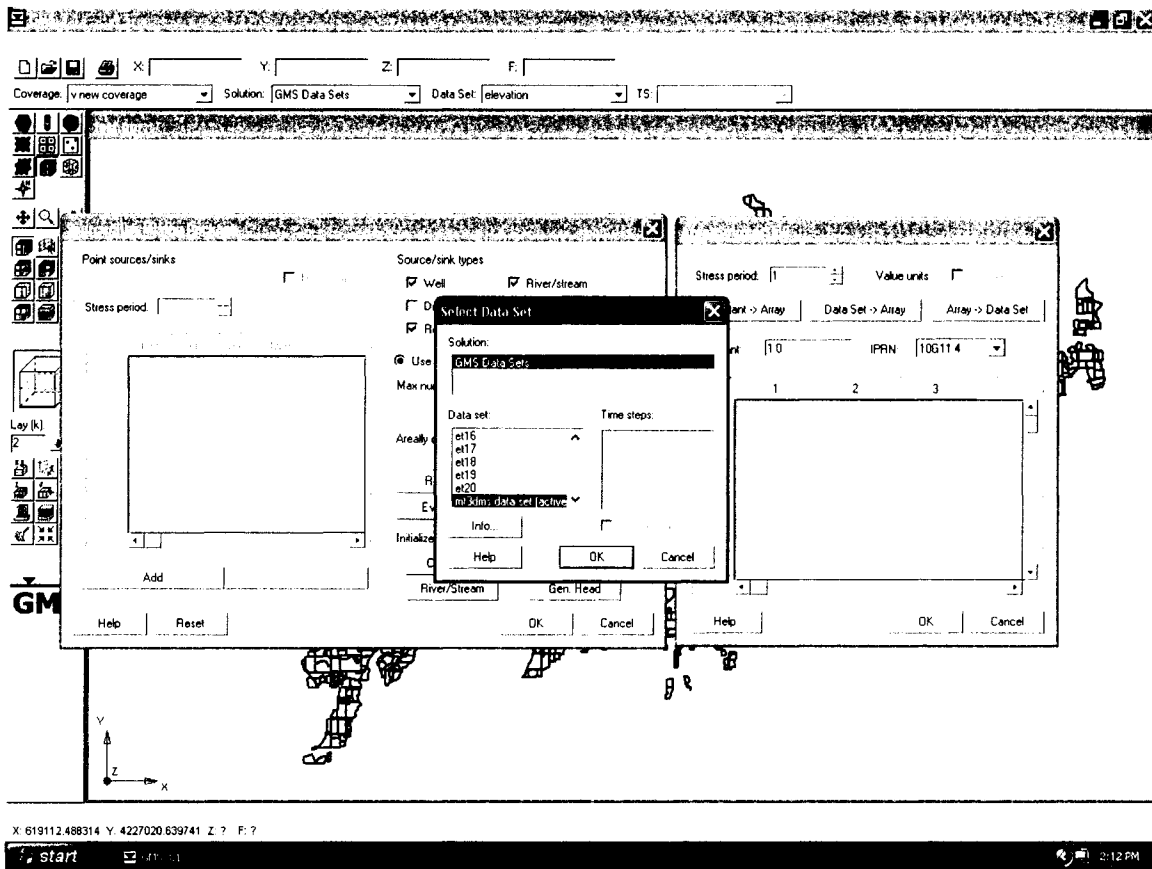 X: Y: Z: F:
Coverage: v new coverage Solution: GMS Data Sets Data Set: elevation TS:
Point sources/sinks
Stress period:
Add
Help Reset OK Cancel
Source/sink types
Well River/stream
Use
Areally
River/Stream Gen. Head
Select Data Set
Solution:
GMS Data Sets
Data set: Time steps:
et16
et17
et18
et19
et20
mt3dms data set (active
Info...
Help OK Cancel
Stress period: 1 Value units
Data Set -> Array Array -> Data Set
1.0 IPRN: 10G11.4
1 2 3
Help OK Cancel
Lay (k)
2
GM
Y
Z
X
X: 619112.488314 Y: 4227020.639741 Z: ? F: ?
start
2:12 PM